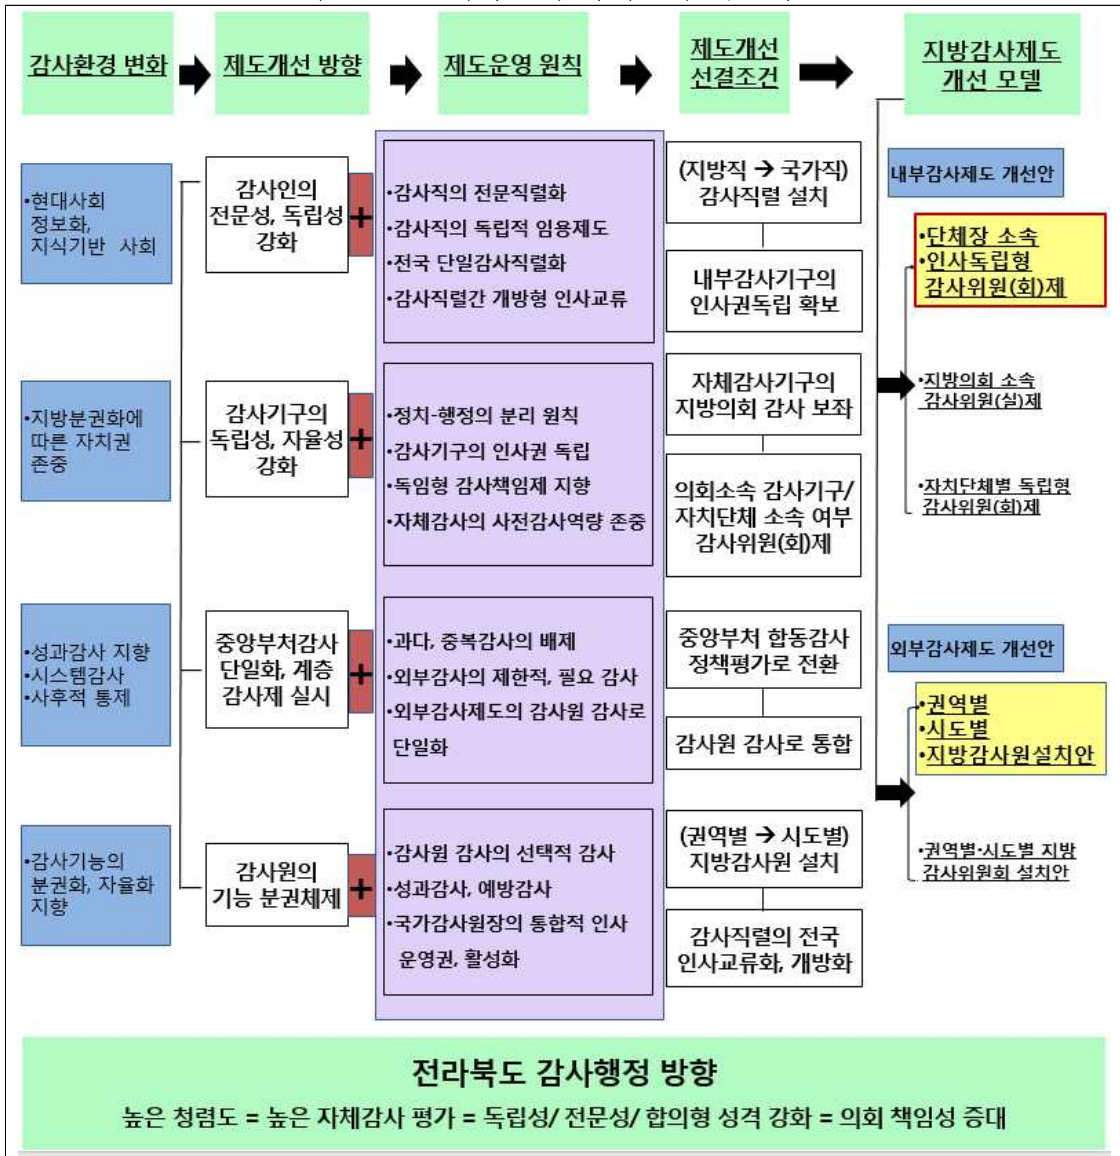 감사환경 변화
제도개선 방향
제도운영 원칙
제도개선
선결조건
지방감사제도
개선 모델
•현대사회
정보화,
지식기반 사회
•지방분권화에
따른 자치권
존중
•성과감사 지향
•시스템감사
•사후적 통제
•감사기능의
분권화, 자율화
지향
감사인의
전문성, 독립성
강화
+
감사기구의
독립성, 자율성
강화
+
중앙부처감사
단일화, 계층
감사제 실시
+
감사원의
기능 분권체제
+
•감사직의 전문직렬화
•감사직의 독립적 임용제도
•전국 단일감사직렬화
•감사직렬간 개방형 인사교류
•정치-행정의 분리 원칙
•감사기구의 인사권 독립
•독임형 감사책임제 지향
•자체감사의 사전감사역량 존중
•과다, 중복감사의 배제
•외부감사의 제한적, 필요 감사
•외부감사제도의 감사원 감사로
단일화
•감사원 감사의 선택적 감사
•성과감사, 예방감사
•국가감사원장의 통합적 인사
운영권, 활성화
(지방직 → 국가직)
감사직렬 설치
내부감사기구의
인사권독립 확보
자체감사기구의
지방의회 감사 보좌
의회소속 감사기구/
자치단체 소속 여부
감사위원(회)제
중앙부처 합동감사
정책평가로 전환
감사원 감사로 통합
(권역별 → 시도별)
지방감사원 설치
감사직렬의 전국
인사교류화, 개방화
내부감사제도 개선안
•단체장 소속
•인사독립형
감사위원(회)제
•지방의회 소속
감사위원(실)제
•자치단체별 독립형
감사위원(회)제
외부감사제도 개선안
•권역별
•시도별
•지방감사원설치안
•권역별·시도별 지방
감사위원회 설치안
전라북도 감사행정 방향
높은 청렴도 = 높은 자체감사 평가 = 독립성/ 전문성/ 합의형 성격 강화 = 의회 책임성 증대